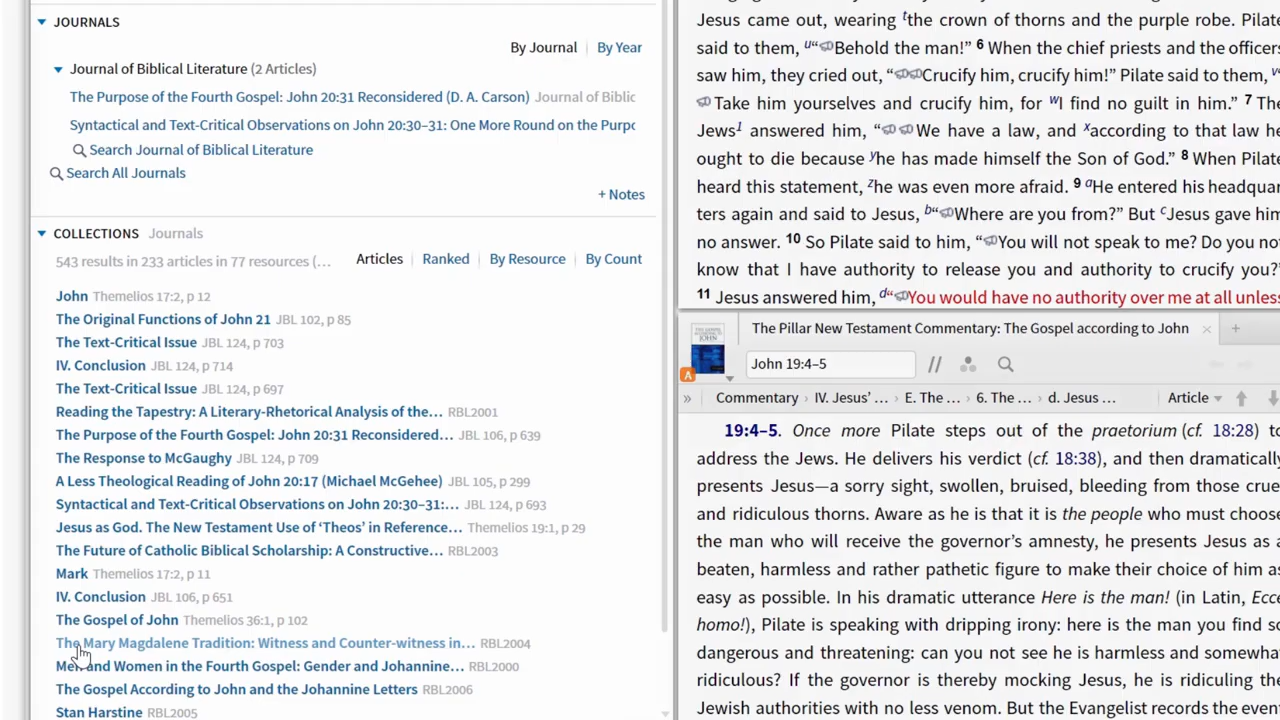 JOURNALS
By Journal | By Year
Journal of Biblical Literature (2 Articles)
The Purpose of the Fourth Gospel: John 20:31 Reconsidered (D. A. Carson) Journal of Biblic
Syntactical and Text-Critical Observations on John 20:30–31: One More Round on the Purpo
Search Journal of Biblical Literature
Search All Journals
+ Notes
COLLECTIONS Journals
543 results in 233 articles in 77 resources (…
Articles | Ranked | By Resource | By Count
John Themelios 17:2, p 12
The Original Functions of John 21 JBL 102, p 85
The Text-Critical Issue JBL 124, p 703
IV. Conclusion JBL 124, p 714
The Text-Critical Issue JBL 124, p 697
Reading the Tapestry: A Literary-Rhetorical Analysis of the… RBL2001
The Purpose of the Fourth Gospel: John 20:31 Reconsidered… JBL 106, p 639
The Response to McGaughy JBL 124, p 709
A Less Theological Reading of John 20:17 (Michael McGehee) JBL 105, p 299
Syntactical and Text-Critical Observations on John 20:30–31:… JBL 124, p 693
Jesus as God. The New Testament Use of ‘Theos’ in Reference… Themelios 19:1, p 29
The Future of Catholic Biblical Scholarship: A Constructive… RBL2003
Mark Themelios 17:2, p 11
IV. Conclusion JBL 106, p 651
The Gospel of John Themelios 36:1, p 102
The Mary Magdalene Tradition: Witness and Counter-witness in… RBL2004
Men and Women in the Fourth Gospel: Gender and Johannine… RBL2000
The Gospel According to John and the Johannine Letters RBL2006
Stan Harstine RBL2005
Jesus came out, wearing t the crown of thorns and the purple robe. Pilate
said to them, u“Behold the man!” 6 When the chief priests and the officers
saw him, they cried out, “Crucify him, crucify him!” Pilate said to them, v“
Take him yourselves and crucify him, for w I find no guilt in him.” 7 The
Jews1 answered him, “We have a law, and x according to that law he
ought to die because y he has made himself the Son of God.” 8 When Pilate
heard this statement, z he was even more afraid. 9 a He entered his headquar
ters again and said to Jesus, b“Where are you from?” But c Jesus gave him
no answer. 10 So Pilate said to him, “You will not speak to me? Do you not
know that I have authority to release you and authority to crucify you?”
11 Jesus answered him, d“You would have no authority over me at all unless
The Pillar New Testament Commentary: The Gospel according to John
John 19:4–5
Commentary › IV. Jesus’ … › E. The … › 6. The … › d. Jesus …
Article
19:4–5. Once more Pilate steps out of the praetorium (cf. 18:28) to
address the Jews. He delivers his verdict (cf. 18:38), and then dramatically
presents Jesus—a sorry sight, swollen, bruised, bleeding from those cruel
and ridiculous thorns. Aware as he is that it is the people who must choose
the man who will receive the governor’s amnesty, he presents Jesus as a
beaten, harmless and rather pathetic figure to make their choice of him as
easy as possible. In his dramatic utterance Here is the man! (in Latin, Ecce
homo!), Pilate is speaking with dripping irony: here is the man you find so
dangerous and threatening: can you not see he is harmless and somewhat
ridiculous? If the governor is thereby mocking Jesus, he is ridiculing the
Jewish authorities with no less venom. But the Evangelist records the event